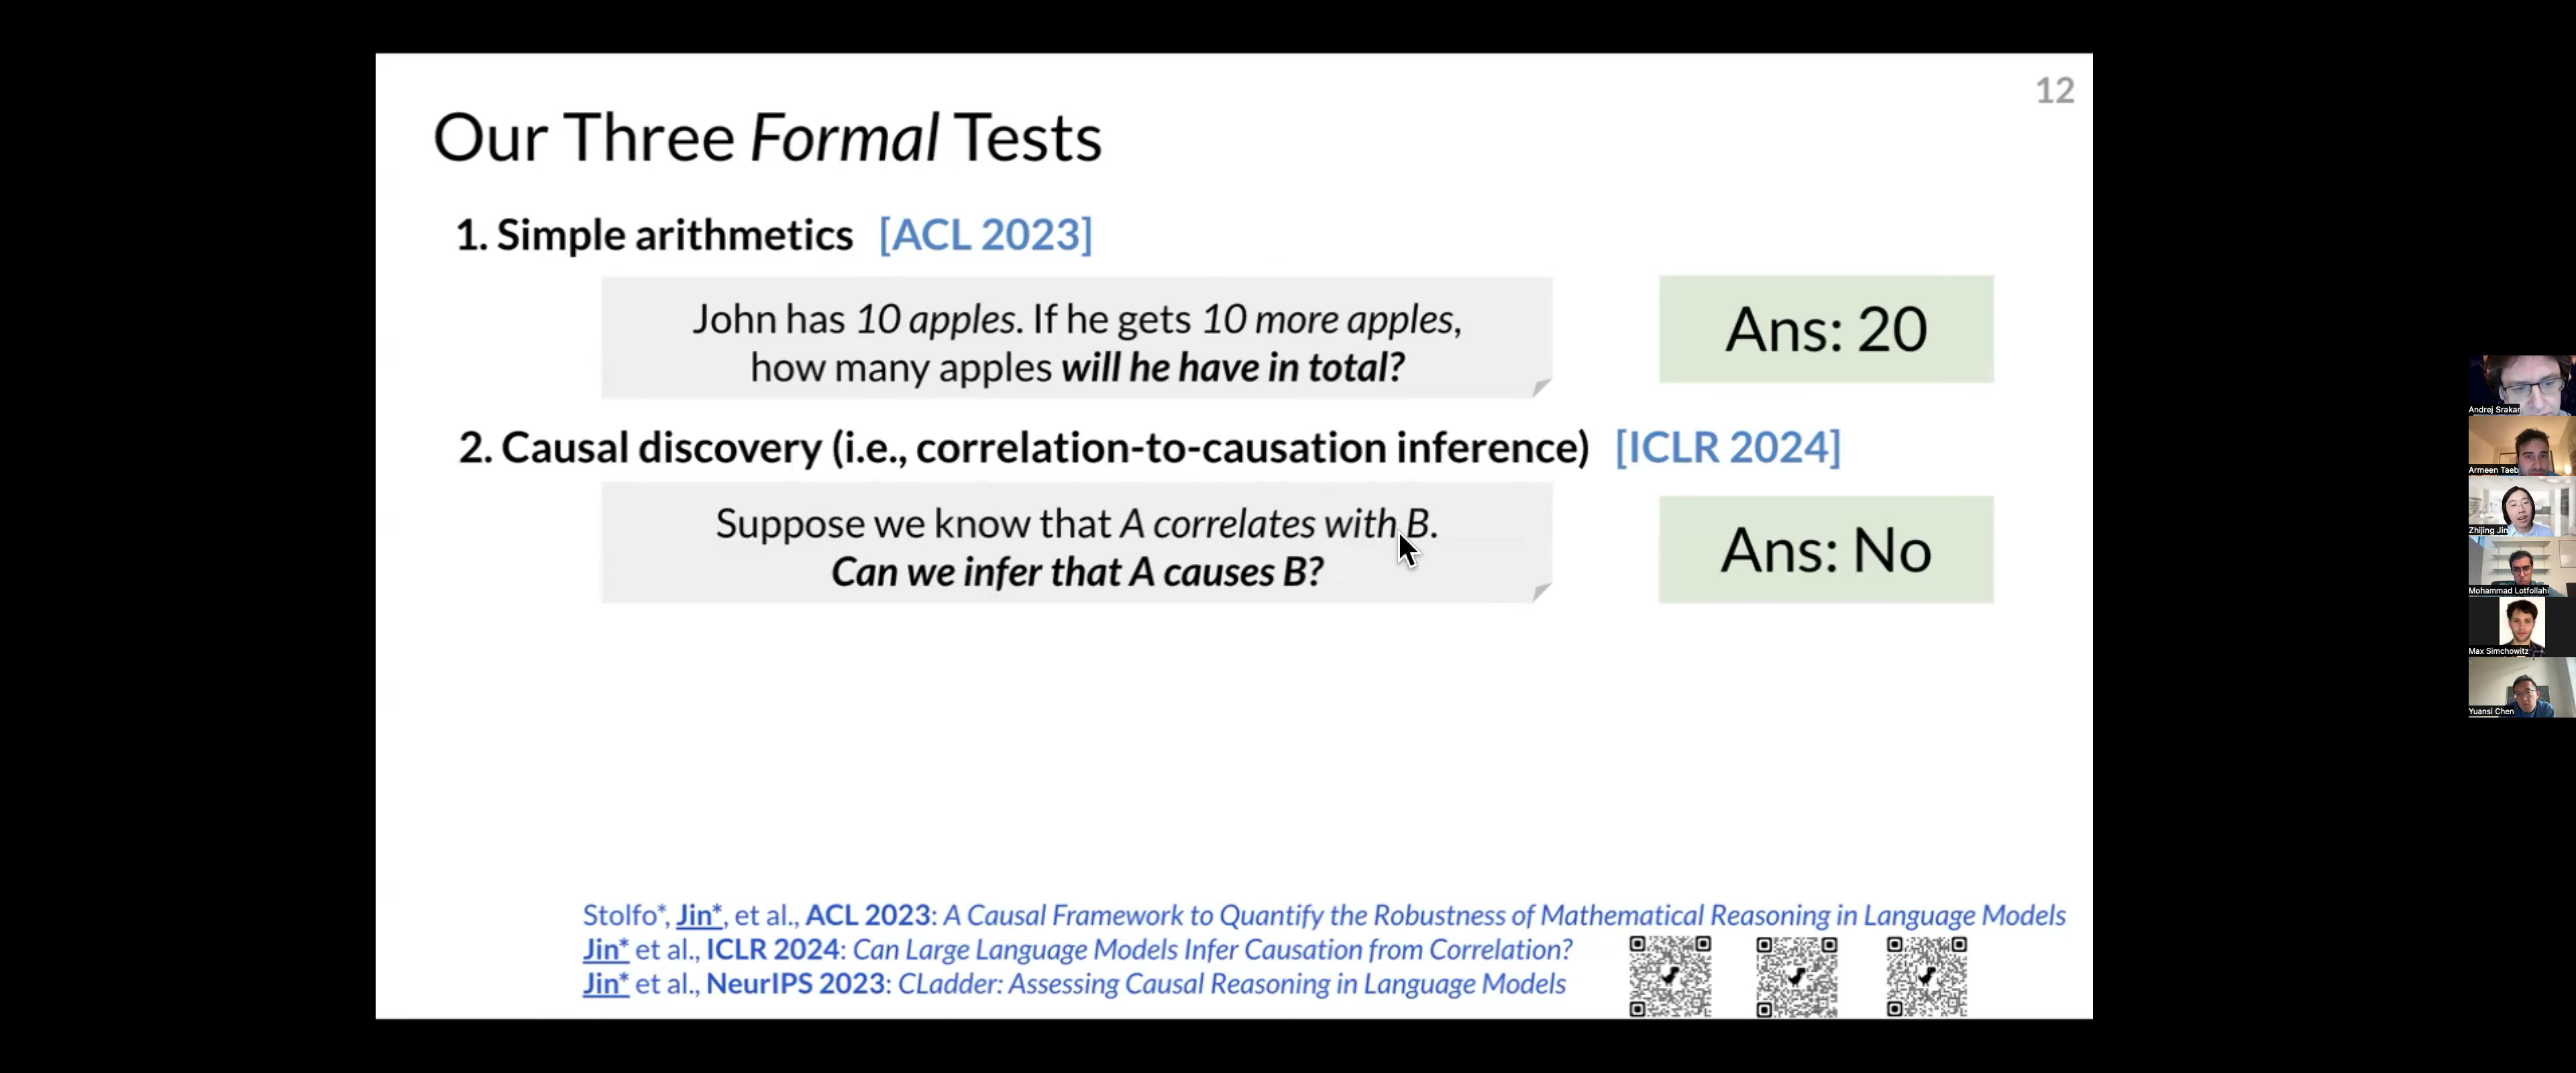 12
Our Three Formal Tests
1. Simple arithmetics [ACL 2023]
John has 10 apples. If he gets 10 more apples,
how many apples will he have in total?
Ans: 20
2. Causal discovery (i.e., correlation-to-causation inference) [ICLR 2024]
Suppose we know that A correlates with B.
Can we infer that A causes B?
Ans: No
Stolfo*, Jin*, et al., ACL 2023: A Causal Framework to Quantify the Robustness of Mathematical Reasoning in Language Models
Jin* et al., ICLR 2024: Can Large Language Models Infer Causation from Correlation?
Jin* et al., NeurIPS 2023: CLadder: Assessing Causal Reasoning in Language Models
Andrej Srakar
Armeen Taeb
Zhijing Jin
Mohammad Lotfollahi
Max Simchowitz
Yuansi Chen